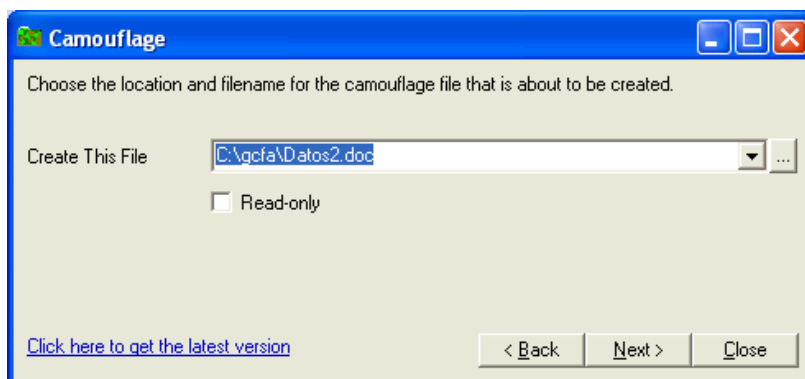 Camouflage
Choose the location and filename for the camouflage file that is about to be created.
Create This File C:\gcfa\Datos2.doc ...
Read-only
Click here to get the latest version < Back Next > Close